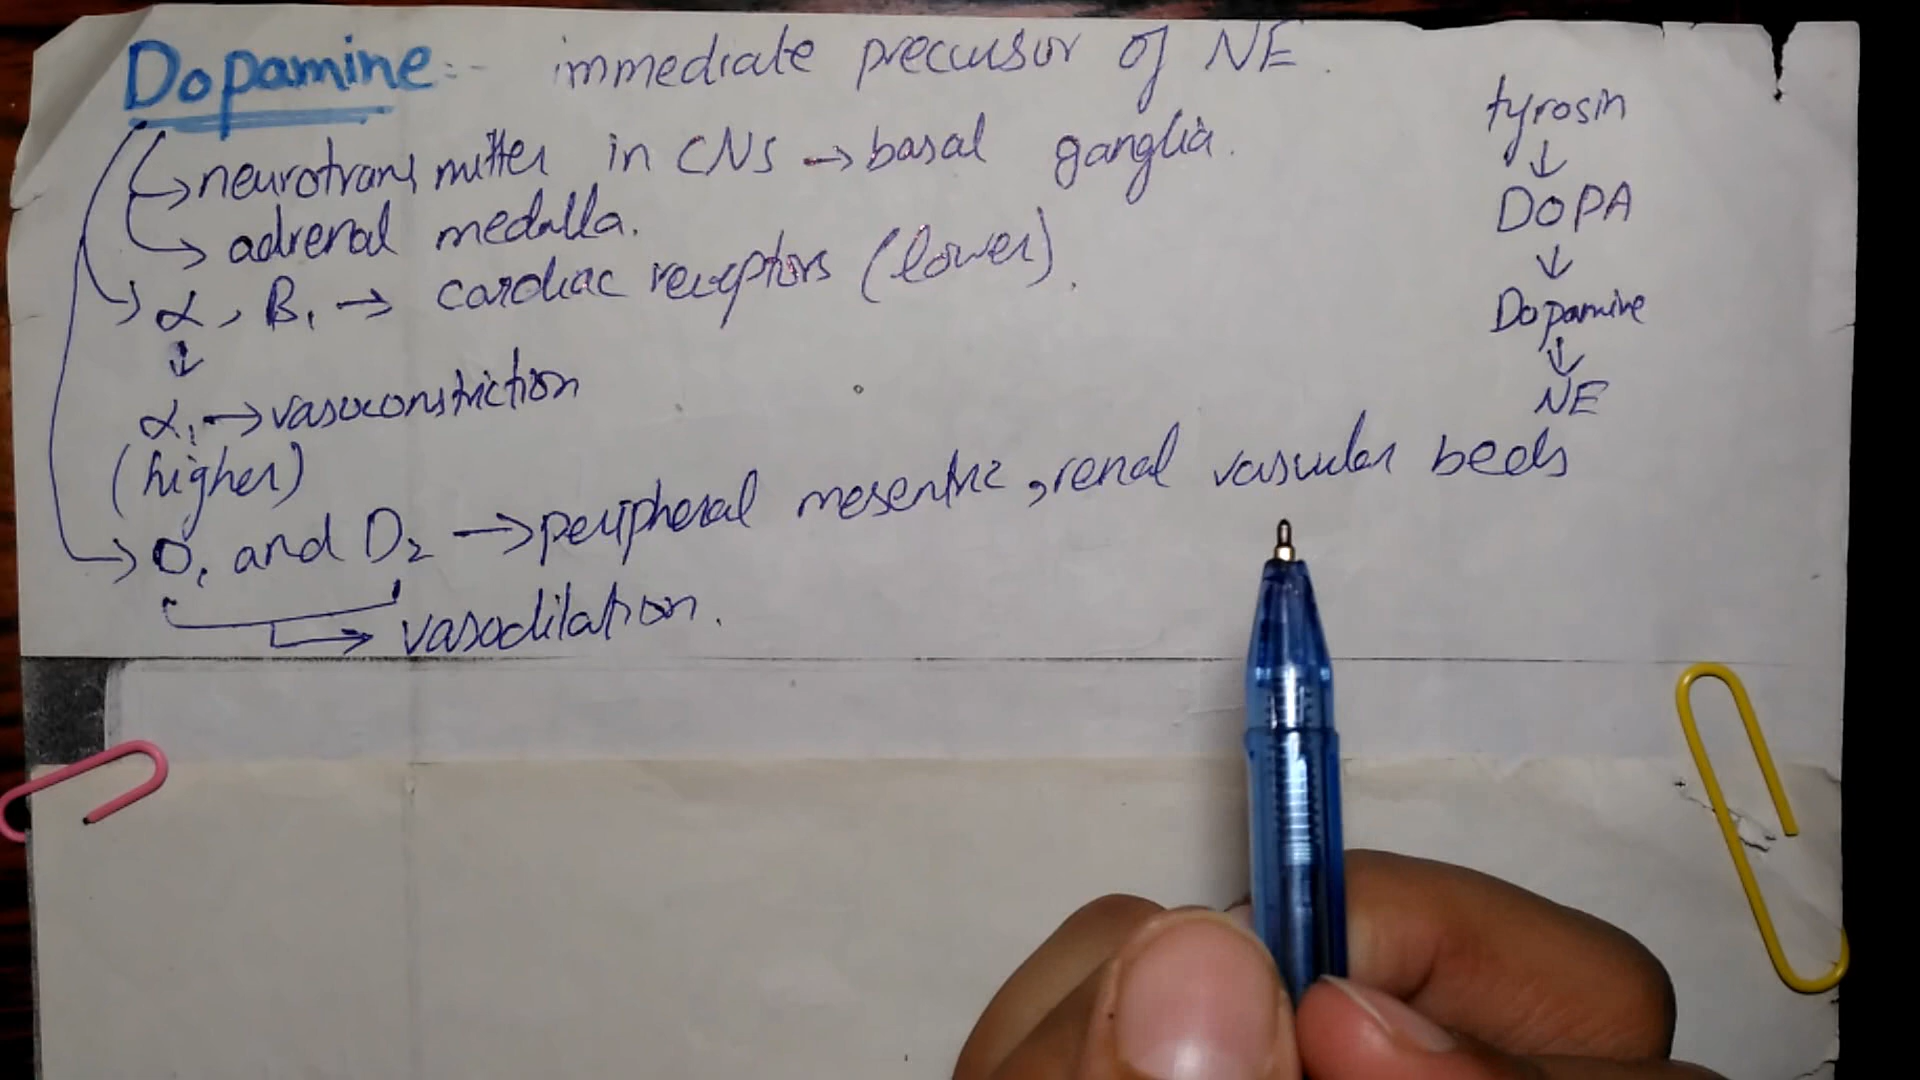 Dopamine:- immediate precursor of NE.
neurotransmitter in CNS → basal ganglia.
adrenal medulla.
α, B₁ → cardiac receptors (lower).
↓
α₁ → vasoconstriction
(higher)
D₁ and D₂ → peripheral mesentric, renal vascular beds
→ vasodilation.
tyrosin
↓
DOPA
↓
Dopamine
↓
NE